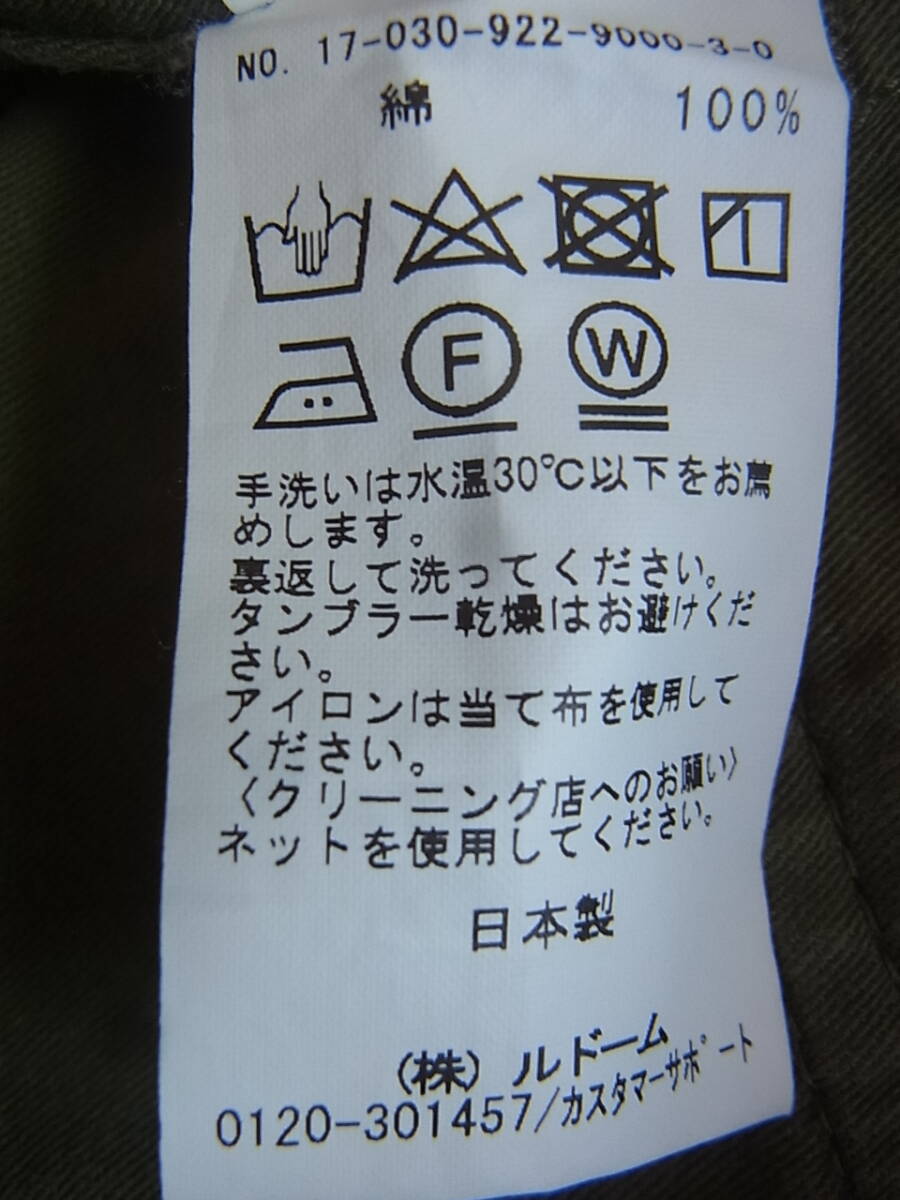 NO. 17-030-922-9000-3-0
綿 100%
F W
手洗いは水温30℃以下をお薦
めします。
裏返して洗ってください。
タンブラー乾燥はお避けくだ
さい。
アイロンは当て布を使用して
ください。
〈クリーニング店へのお願い〉
ネットを使用してください。
日本製
(株) ルドーム
0120-301457/カスタマーサポート